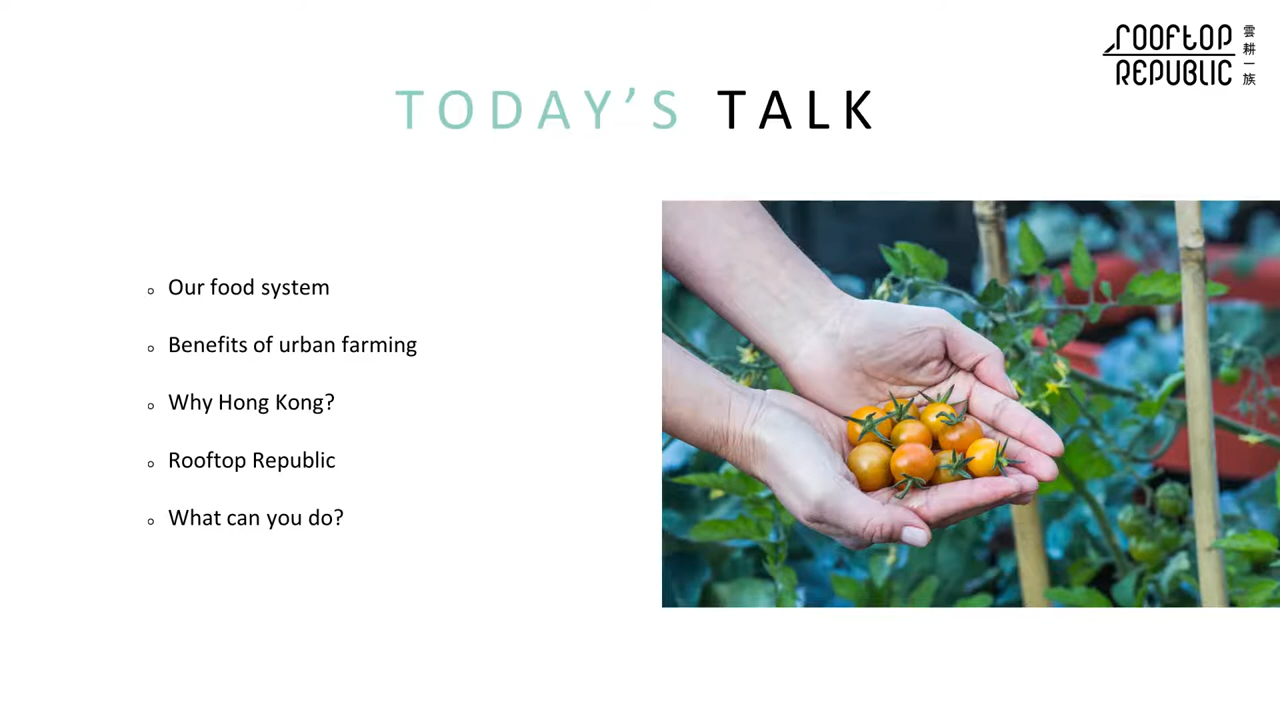 rooftop
REPUBLIC
雲耕一族
TODAY’S TALK
Our food system
Benefits of urban farming
Why Hong Kong?
Rooftop Republic
What can you do?